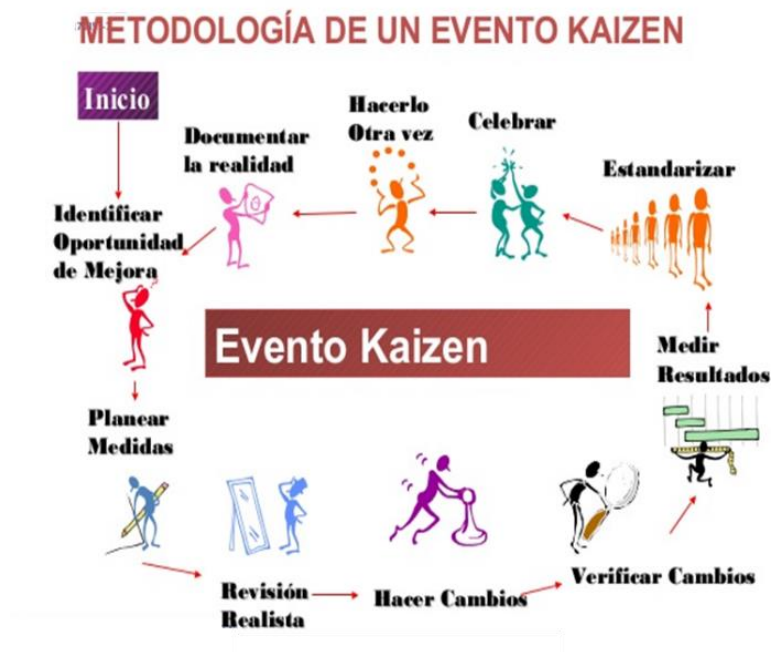 METODOLOGÍA DE UN EVENTO KAIZEN
Inicio
Identificar
Oportunidad
de Mejora
Planear
Medidas
Revisión
Realista
Hacer Cambios
Verificar Cambios
Medir
Resultados
Estandarizar
Celebrar
Hacerlo
Otra vez
Documentar
la realidad
Evento Kaizen